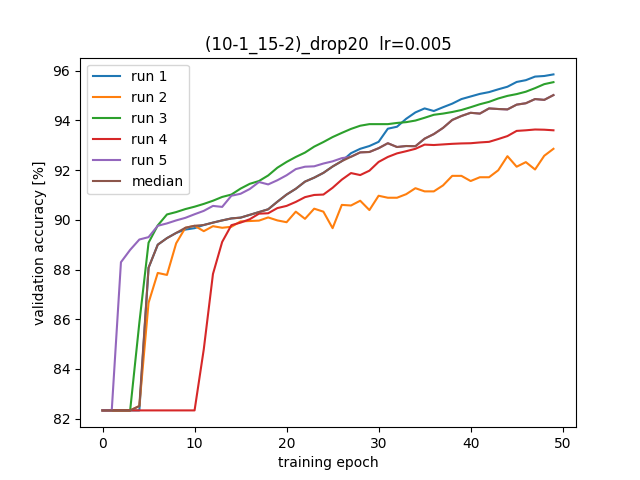 (10-1_15-2)_drop20  lr=0.005
validation accuracy [%]
96
94
92
90
88
86
84
82
run 1
run 2
run 3
run 4
run 5
median
0
10
20
30
40
50
training epoch